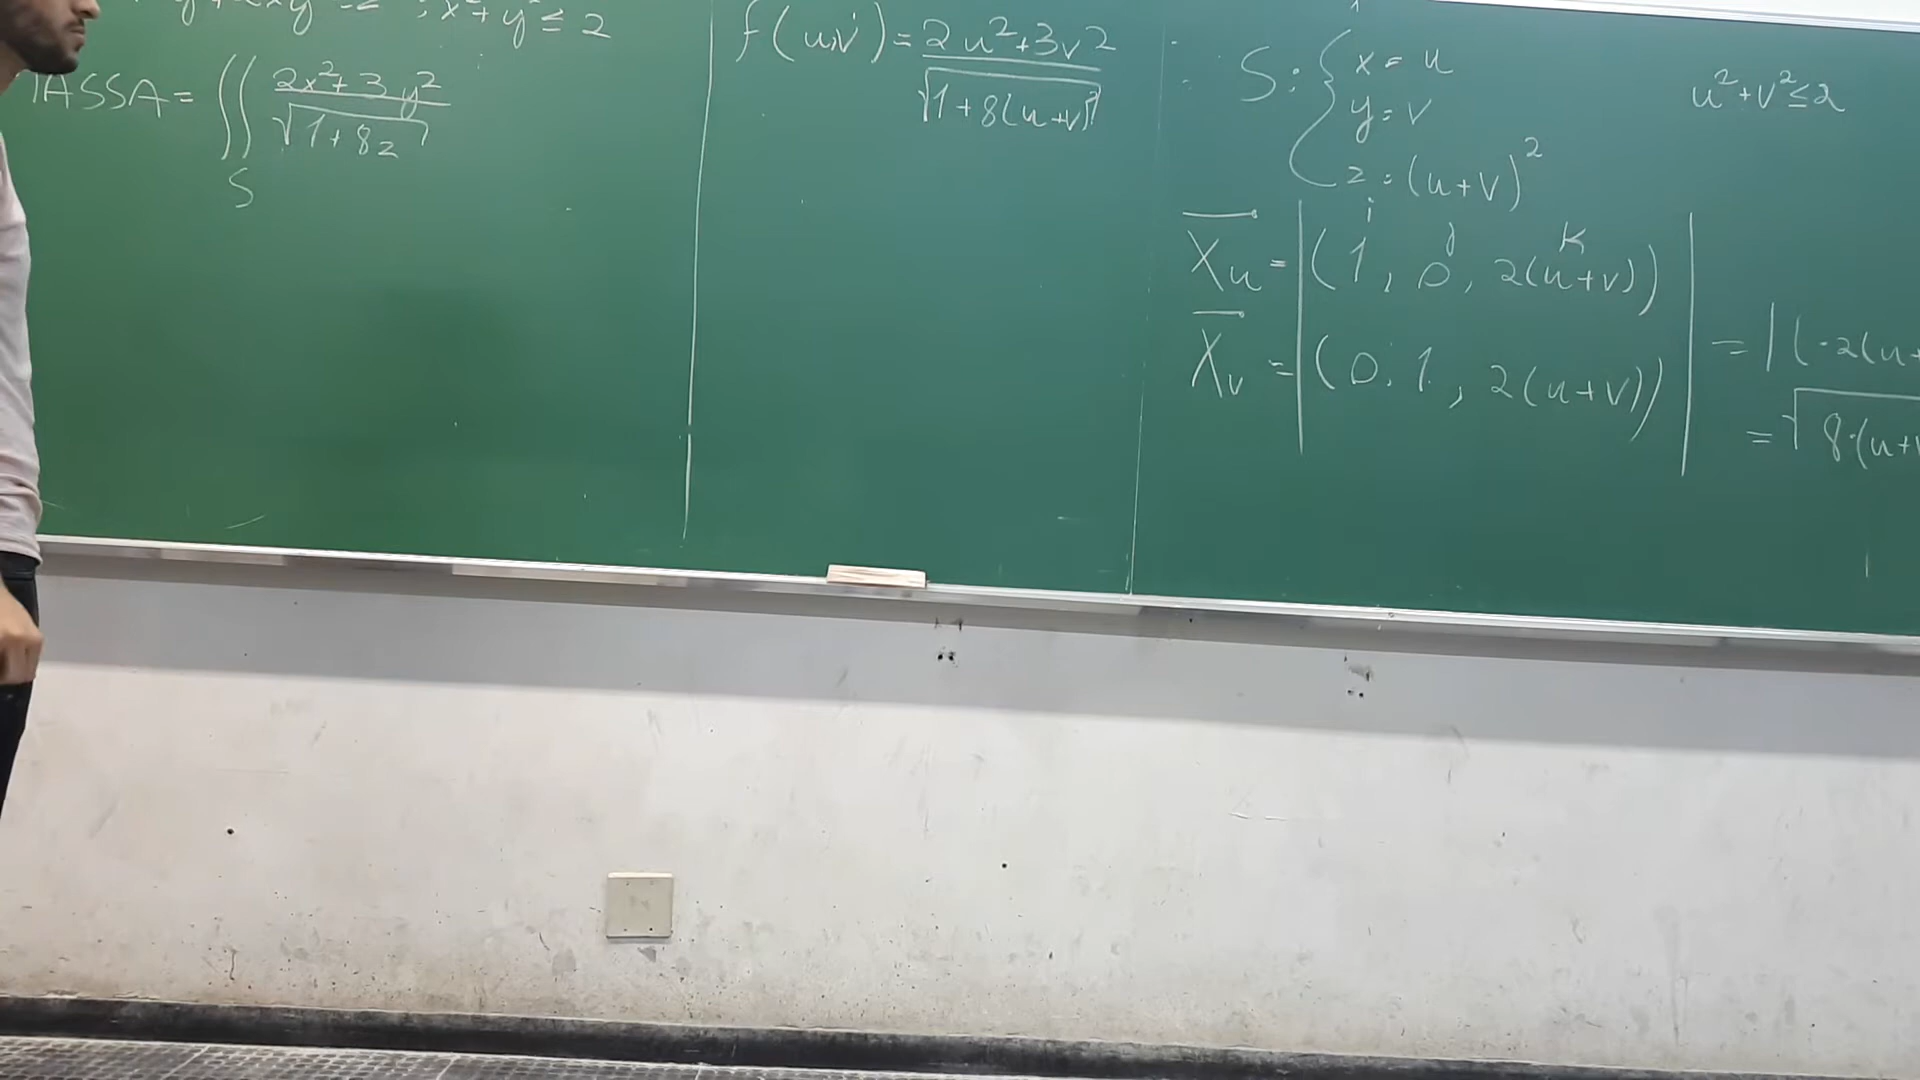 x²+y² ≤ 2
MASSA = ∬ 2x²+3y² / √(1+8z)
S
f(u,v) = 2u²+3v² / √(1+8(u+v)²)
S: { x = u
y = v
z = (u+v)²
u²+v² ≤ 2
i j k
Xu = | (1, 0, 2(u+v)) |
Xv = | (0, 1, 2(u+v)) | = |(-2(u+
= √8·(u+v